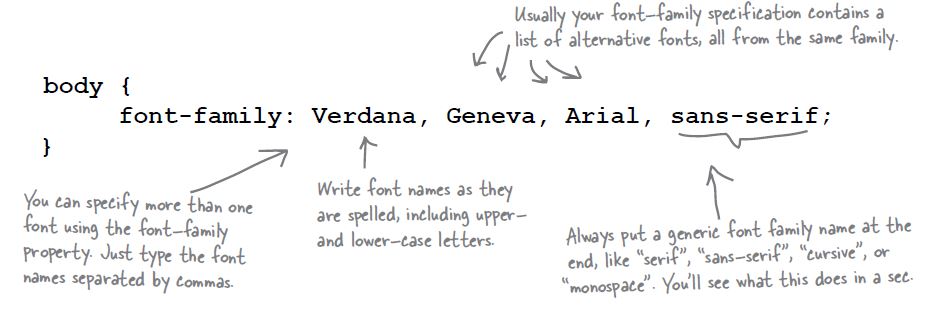 Usually your font-family specification contains a
list of alternative fonts, all from the same family.
body {
font-family: Verdana, Geneva, Arial, sans-serif;
}
You can specify more than one
font using the font-family
property. Just type the font
names separated by commas.
Write font names as they
are spelled, including upper-
and lower-case letters.
Always put a generic font family name at the
end, like “serif”, “sans-serif”, “cursive”, or
“monospace”. You’ll see what this does in a sec.